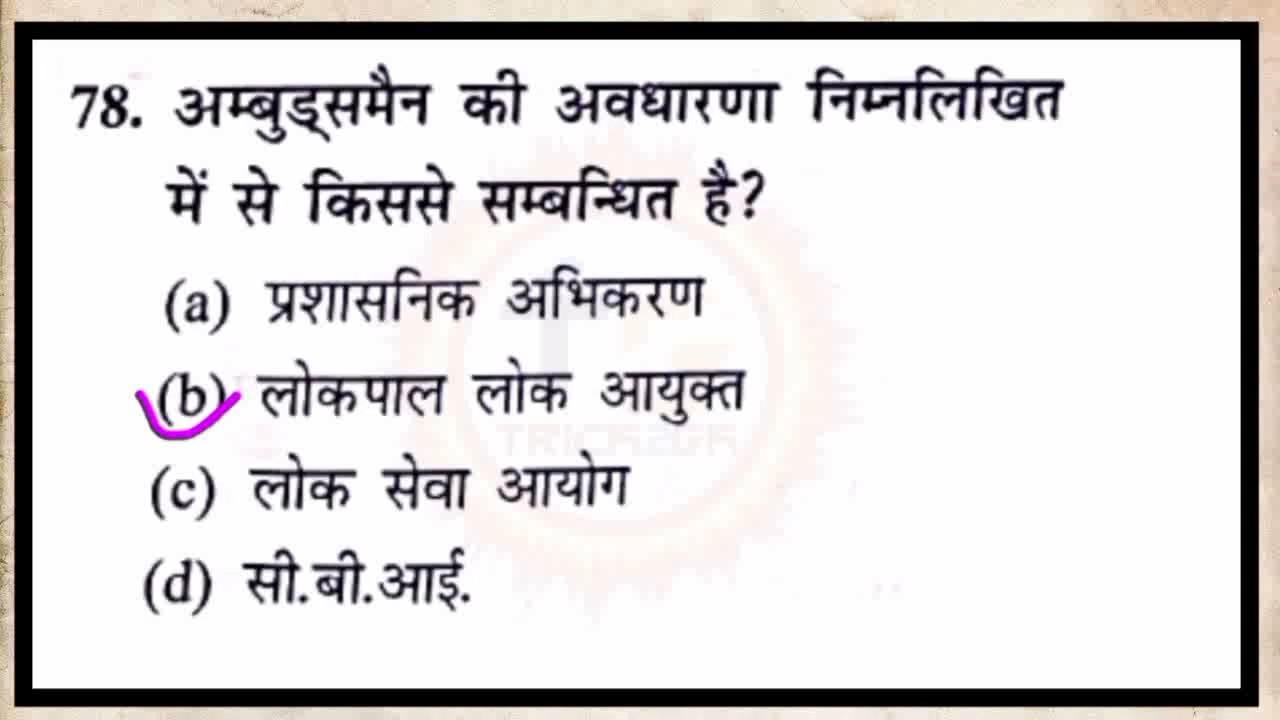 78. अम्बुड्समैन की अवधारणा निम्नलिखित
में से किससे सम्बन्धित है?
(a) प्रशासनिक अभिकरण
(b) लोकपाल लोक आयुक्त
(c) लोक सेवा आयोग
(d) सी.बी.आई.